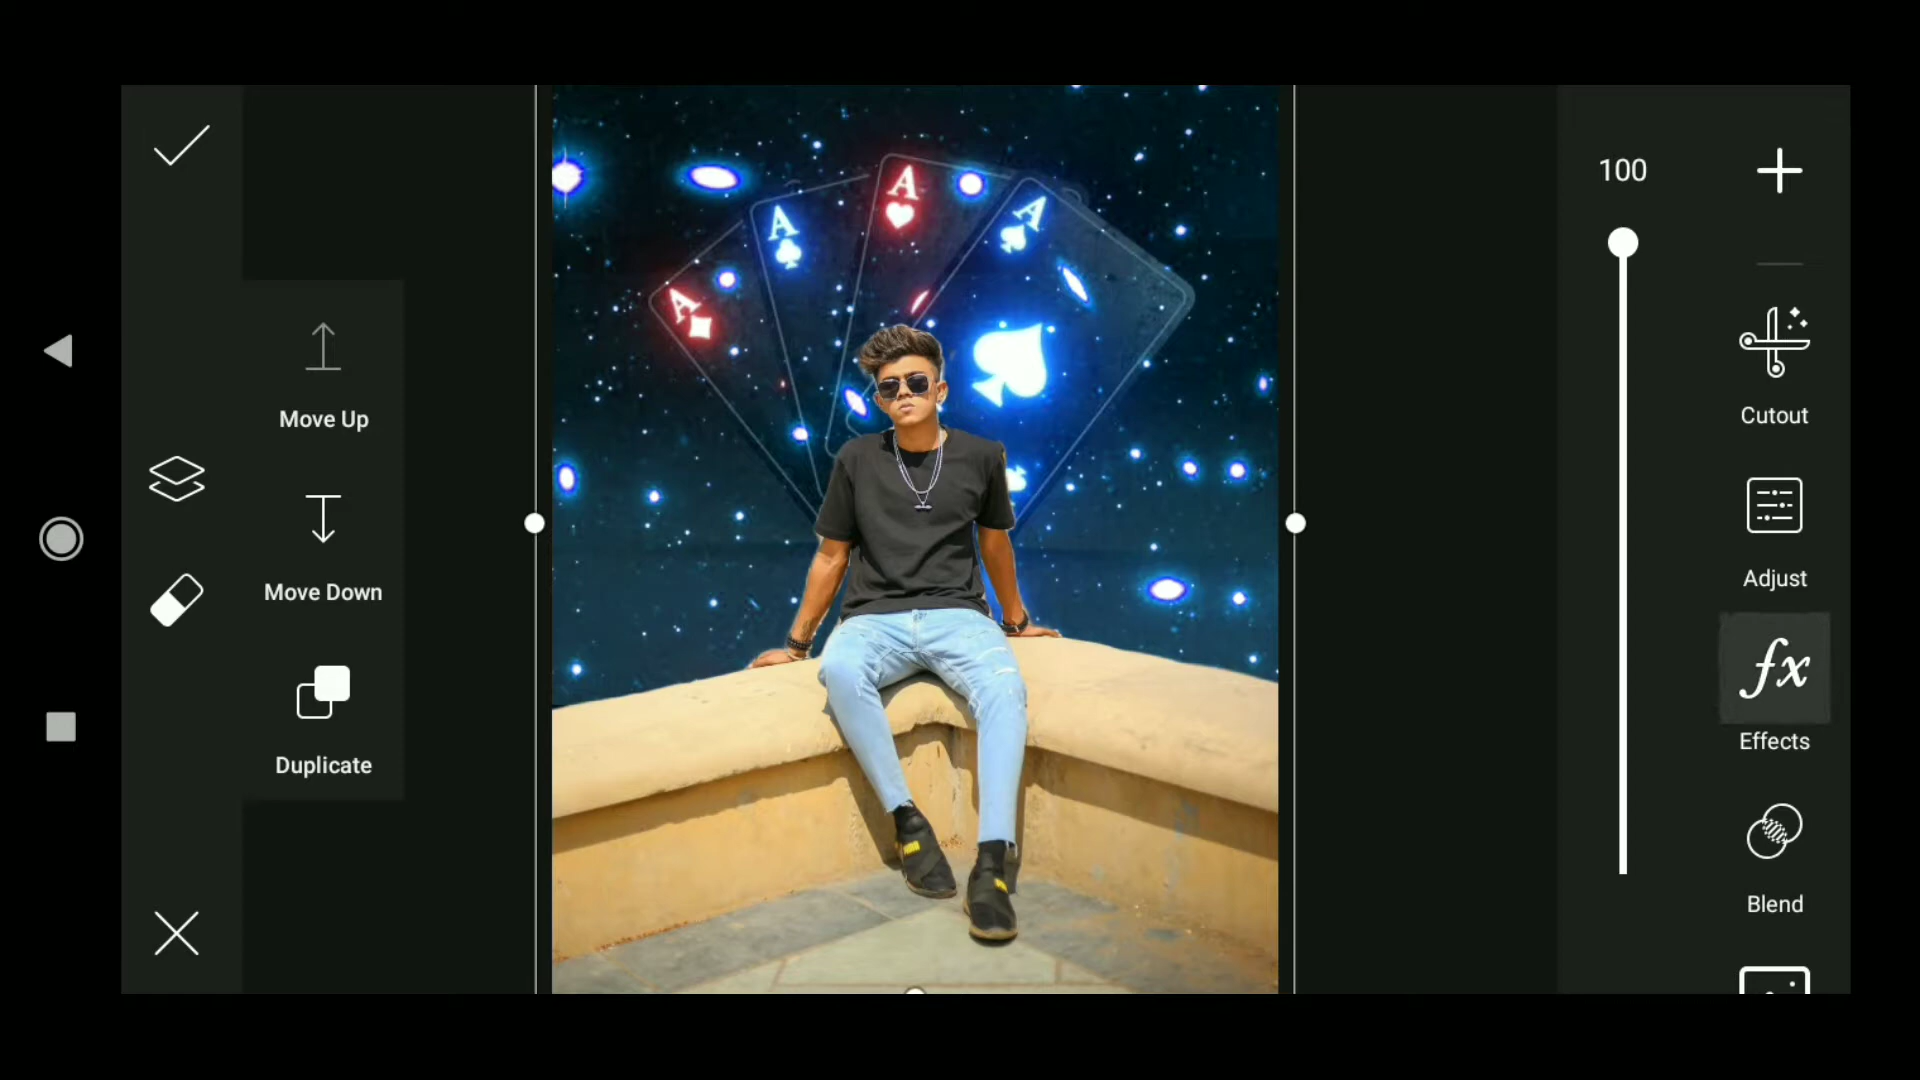 Move Up
Move Down
Duplicate
A
A
A
A
100
Cutout
Adjust
fx
Effects
Blend